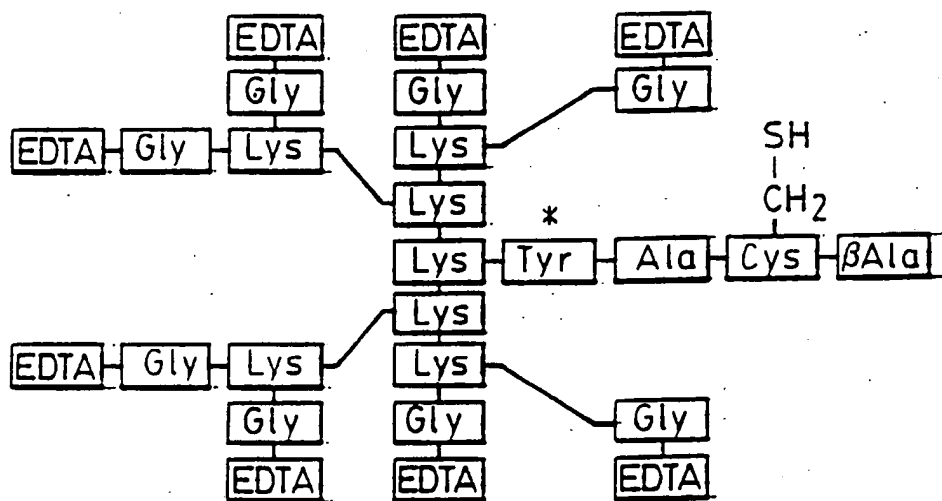 EDTA EDTA EDTA
Gly Gly Gly
EDTA Gly Lys Lys SH
Lys CH2
*
Lys Tyr Ala Cys βAla
Lys
EDTA Gly Lys Lys
Gly Gly Gly
EDTA EDTA EDTA